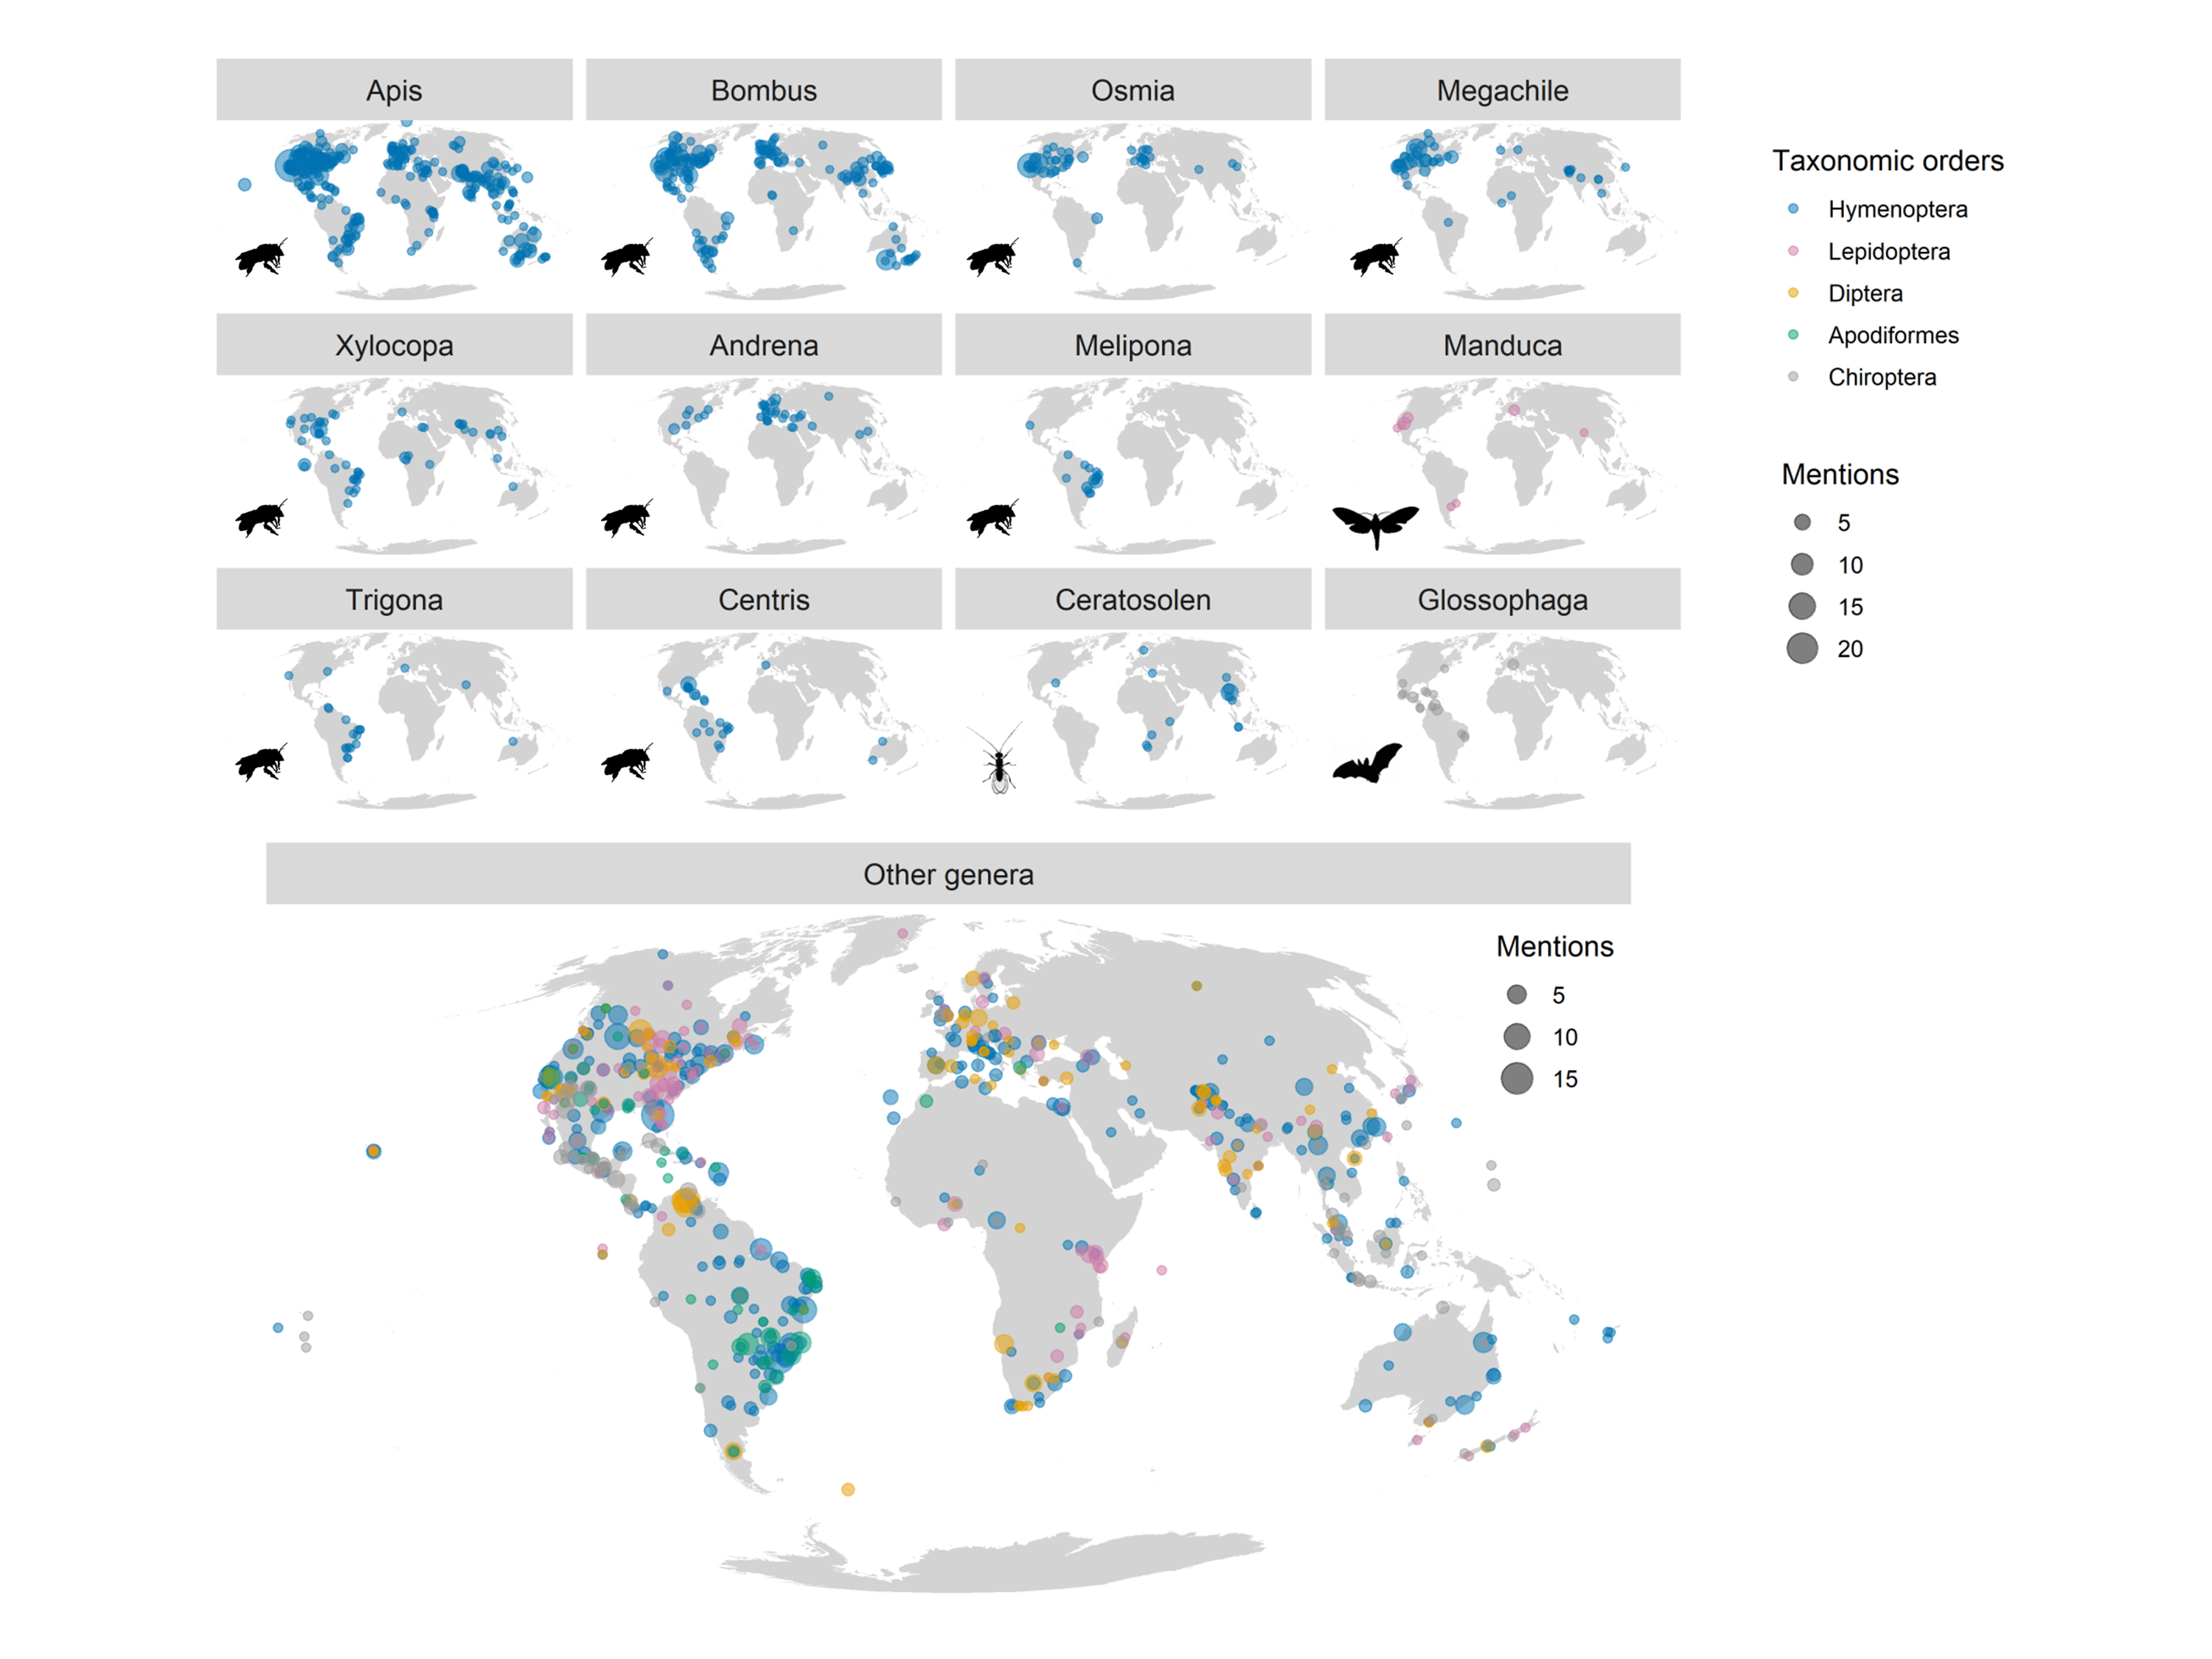 Apis
Bombus
Osmia
Megachile
Xylocopa
Andrena
Melipona
Manduca
Trigona
Centris
Ceratosolen
Glossophaga
Taxonomic orders
Hymenoptera
Lepidoptera
Diptera
Apodiformes
Chiroptera
Mentions
5
10
15
20
Other genera
Mentions
5
10
15